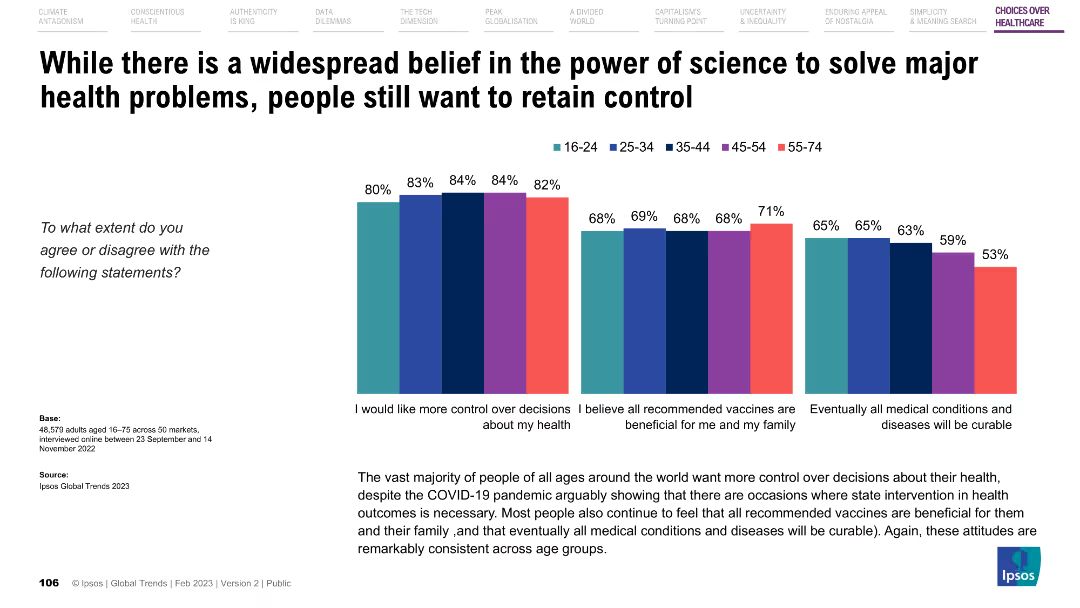 CLIMATE
ANTAGONISM
CONSCIENTIOUS
HEALTH
AUTHENTICITY
IS KING
DATA
DILEMMAS
THE TECH
DIMENSION
PEAK
GLOBALISATION
A DIVIDED
WORLD
CAPITALISM'S
TURNING POINT
UNCERTAINTY
& INEQUALITY
ENDURING APPEAL
OF NOSTALGIA
SIMPLICITY
& MEANING SEARCH
CHOICES OVER
HEALTHCARE
While there is a widespread belief in the power of science to solve major
health problems, people still want to retain control
16-24 25-34 35-44 45-54 55-74
To what extent do you
agree or disagree with the
following statements?
80% 83% 84% 84% 82%
68% 69% 68% 68% 71%
65% 65% 63% 59% 53%
I would like more control over decisions
about my health
I believe all recommended vaccines are
beneficial for me and my family
Eventually all medical conditions and
diseases will be curable
Base:
48,579 adults aged 16–75 across 50 markets,
interviewed online between 23 September and 14
November 2022
Source:
Ipsos Global Trends 2023
The vast majority of people of all ages around the world want more control over decisions about their health,
despite the COVID-19 pandemic arguably showing that there are occasions where state intervention in health
outcomes is necessary. Most people also continue to feel that all recommended vaccines are beneficial for them
and their family ,and that eventually all medical conditions and diseases will be curable). Again, these attitudes are
remarkably consistent across age groups.
106 © Ipsos | Global Trends | Feb 2023 | Version 2 | Public
Ipsos